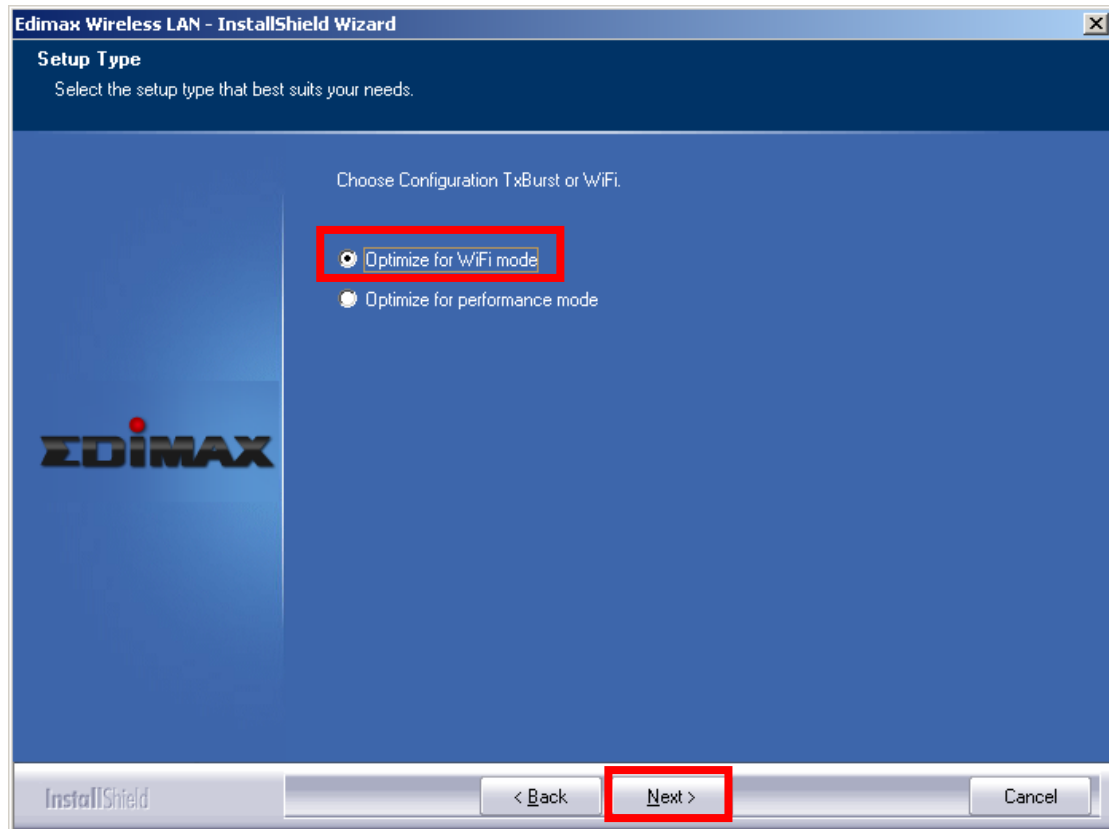 Edimax Wireless LAN - InstallShield Wizard
Setup Type
Select the setup type that best suits your needs.
Choose Configuration TxBurst or WiFi.
Optimize for WiFi mode
Optimize for performance mode
EDIMAX
InstallShield
< Back
Next >
Cancel